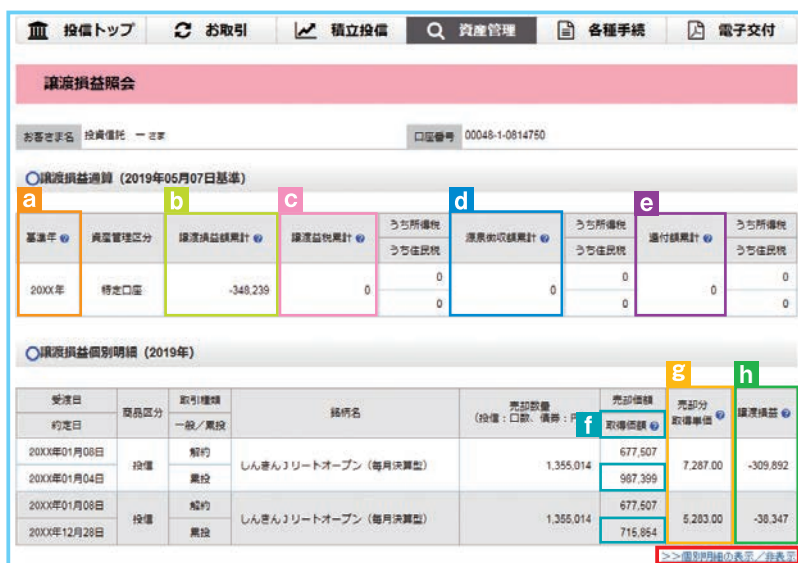 投信トップ お取引 積立投信 資産管理 各種手続 電子交付
譲渡損益照会
お客さま名 投資信託 一 さま 口座番号 00048-1-0814750
譲渡損益通算（2019年05月07日基準）
a b c d e
基準年 資産管理区分 譲渡損益額累計 譲渡益税累計 うち所得税 源泉徴収額累計 うち所得税 還付額累計 うち所得税
うち住民税 うち住民税 うち住民税
20XX年 特定口座 -348,239 0 0 0 0 0 0
0 0 0
譲渡損益個別明細（2019年）
g h
受渡日 商品区分 取引種類 銘柄名 売却数量 売却価額 売却分 譲渡損益
約定日 一般／累投 （投信：口数、債券：円 f 取得価額 取得単価
20XX年01月08日 投信 解約 しんきんＪリートオープン（毎月決算型） 1,355,014 677,507 7,287.00 -309,892
20XX年01月04日 累投 987,399
20XX年01月08日 投信 解約 しんきんＪリートオープン（毎月決算型） 1,355,014 677,507 5,283.00 -38,347
20XX年12月28日 累投 715,854
>>個別明細の表示／非表示